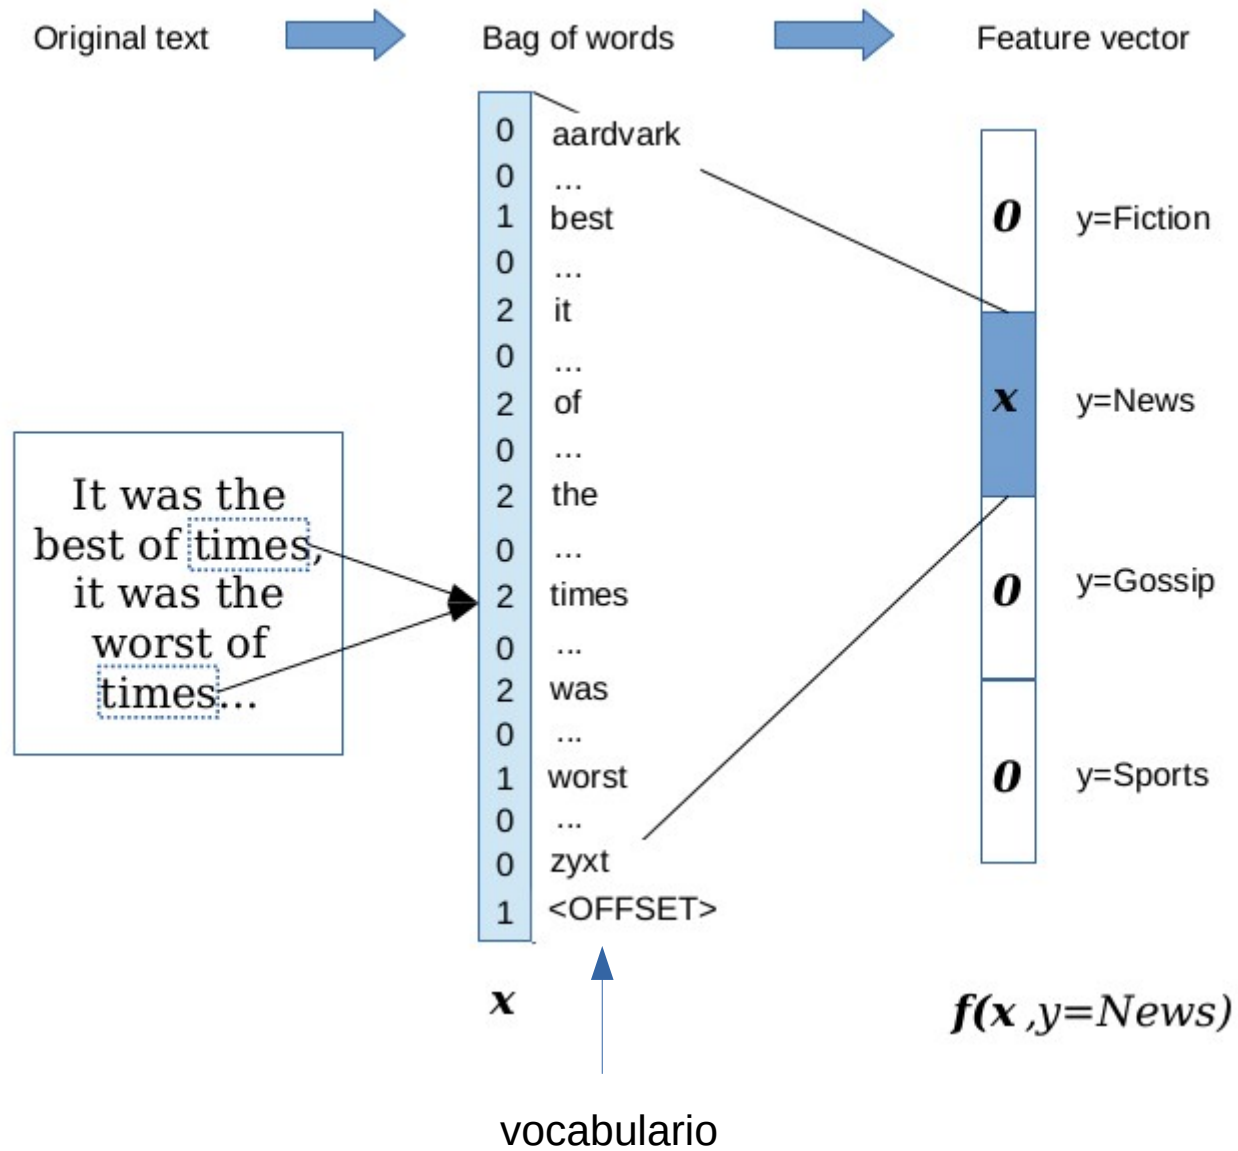 Original text
Bag of words
Feature vector
It was the
best of times,
it was the
worst of
times...
0 aardvark
0 ...
1 best
0 ...
2 it
0 ...
2 of
0 ...
2 the
0 ...
2 times
0 ...
2 was
0 ...
1 worst
0 ...
0 zyxt
1 <OFFSET>
x
vocabulario
0 y=Fiction
x y=News
0 y=Gossip
0 y=Sports
f(x ,y=News)